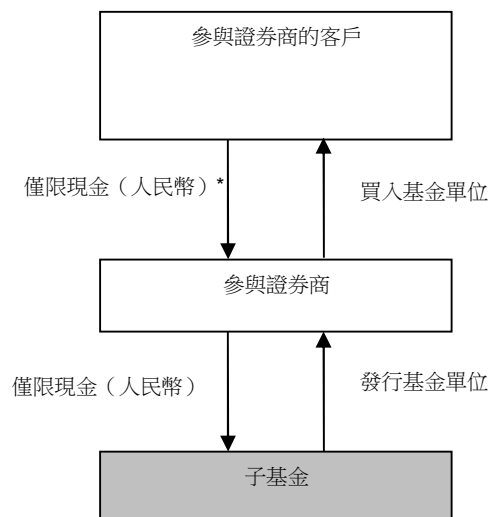 參與證券商的客戶
僅限現金（人民幣）*
買入基金單位
參與證券商
僅限現金（人民幣）
發行基金單位
子基金